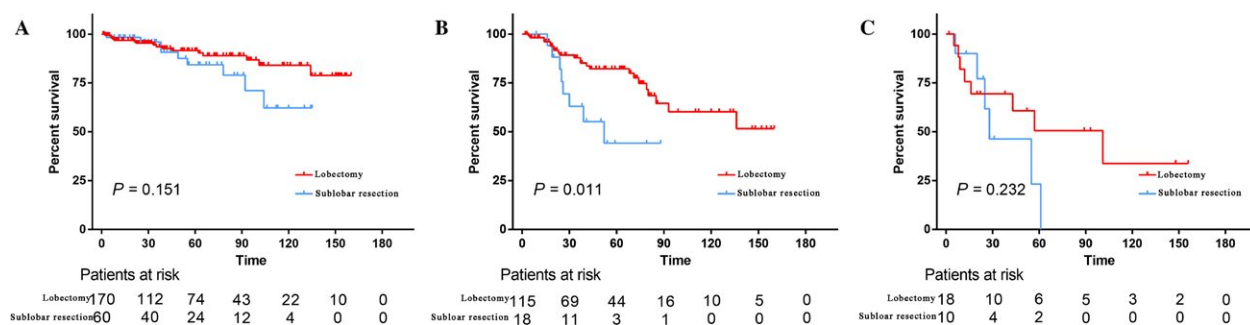 A
Percent survival
100
75
50
25
0
Lobectomy
Sublobar resection
P = 0.151
0 30 60 90 120 150 180
Time
Patients at risk
Lobectomy 170 112 74 43 22 10 0
Sublobar resection 60 40 24 12 4 0 0
B
Percent survival
100
75
50
25
0
Lobectomy
Sublobar resection
P = 0.011
0 30 60 90 120 150 180
Time
Patients at risk
Lobectomy 115 69 44 16 10 5 0
Sublobar resection 18 11 3 1 0 0 0
C
Percent survival
100
75
50
25
0
Lobectomy
Sublobar resection
P = 0.232
0 30 60 90 120 150 180
Time
Patients at risk
Lobectomy 18 10 6 5 3 2 0
Subloar resection 10 4 2 0 0 0 0